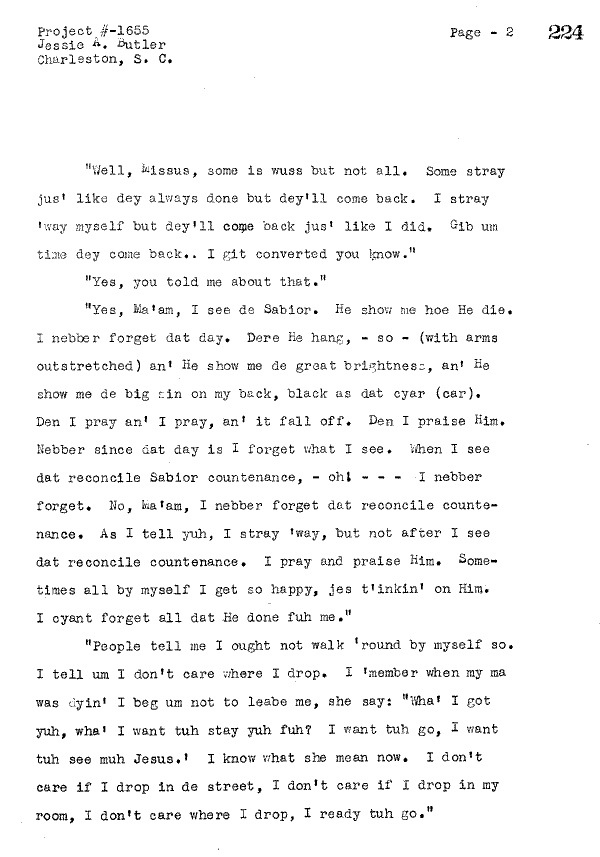 Project #-1655
Jessie A. Butler
Charleston, S. C.
Page - 2 224
"Well, Missus, some is wuss but not all. Some stray
jus' like dey always done but dey'll come back. I stray
'way myself but dey'll come back jus' like I did. Gib um
time dey come back.. I git converted you know."
"Yes, you told me about that."
"Yes, Ma'am, I see de Sabior. He show me hoe He die.
I nebber forget dat day. Dere He hang, - so - (with arms
outstretched) an' He show me de great brightness, an' He
show me de big sin on my back, black as dat cyar (car).
Den I pray an' I pray, an' it fall off. Den I praise Him.
Nebber since dat day is I forget what I see. When I see
dat reconcile Sabior countenance, - oh! - - - I nebber
forget. No, Ma'am, I nebber forget dat reconcile counte-
nance. As I tell yuh, I stray 'way, but not after I see
dat reconcile countenance. I pray and praise Him. Some-
times all by myself I get so happy, jes t'inkin' on Him.
I cyant forget all dat He done fuh me."
"People tell me I ought not walk 'round by myself so.
I tell um I don't care where I drop. I 'member when my ma
was dyin' I beg um not to leabe me, she say: "Wha' I got
yuh, wha' I want tuh stay yuh fuh? I want tuh go, I want
tuh see muh Jesus.' I know what she mean now. I don't
care if I drop in de street, I don't care if I drop in my
room, I don't care where I drop, I ready tuh go."